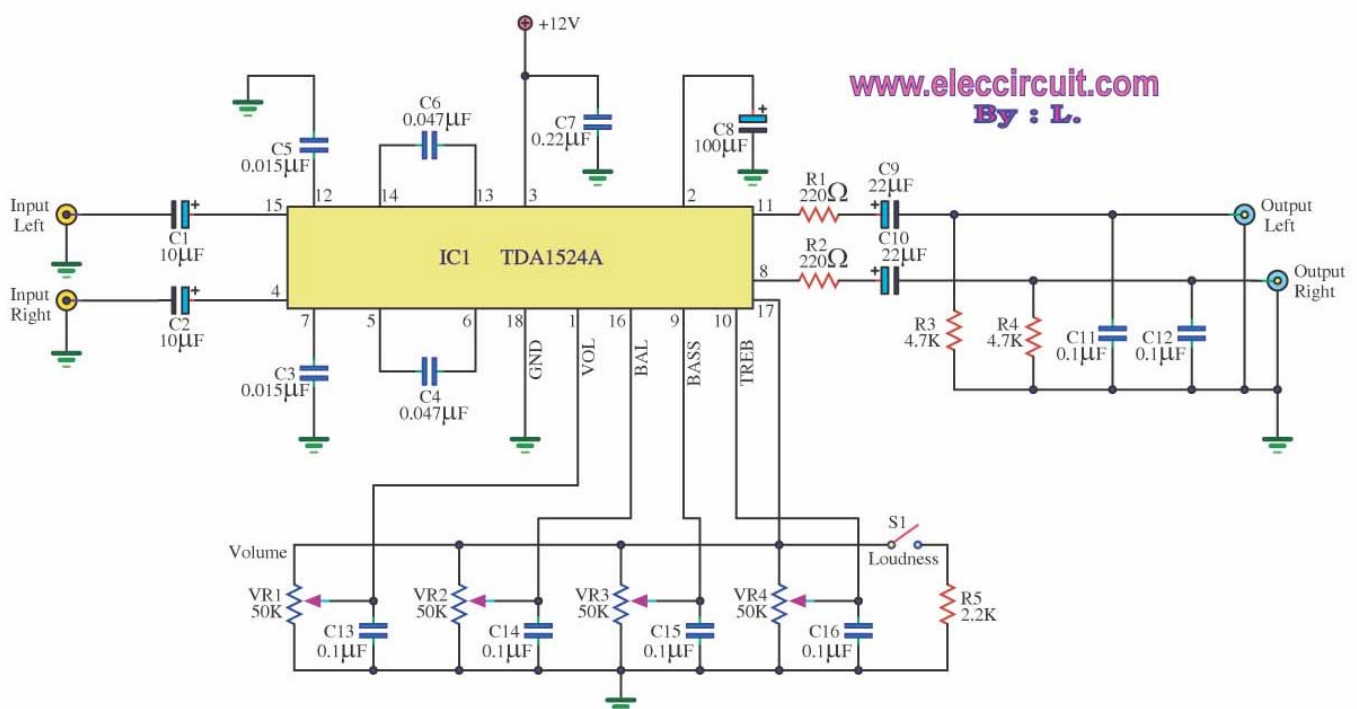 +12V
www.eleccircuit.com
By : L.
C6
0.047µF
C7
0.22µF
C8
100µF
+
C5
0.015µF
12
14
13
3
2
Input
Left
C1
10µF
+
15
11
R1
220Ω
C9
22µF
+
Output
Left
IC1 TDA1524A
R2
220Ω
C10
22µF
+
Output
Right
8
Input
Right
C2
10µF
+
4
7
5
6
18
1
16
9
10
17
GND
VOL
BAL
BASS
TREB
C3
0.015µF
C4
0.047µF
R3
4.7K
R4
4.7K
C11
0.1µF
C12
0.1µF
Volume
S1
Loudness
VR1
50K
VR2
50K
VR3
50K
VR4
50K
R5
2.2K
C13
0.1µF
C14
0.1µF
C15
0.1µF
C16
0.1µF